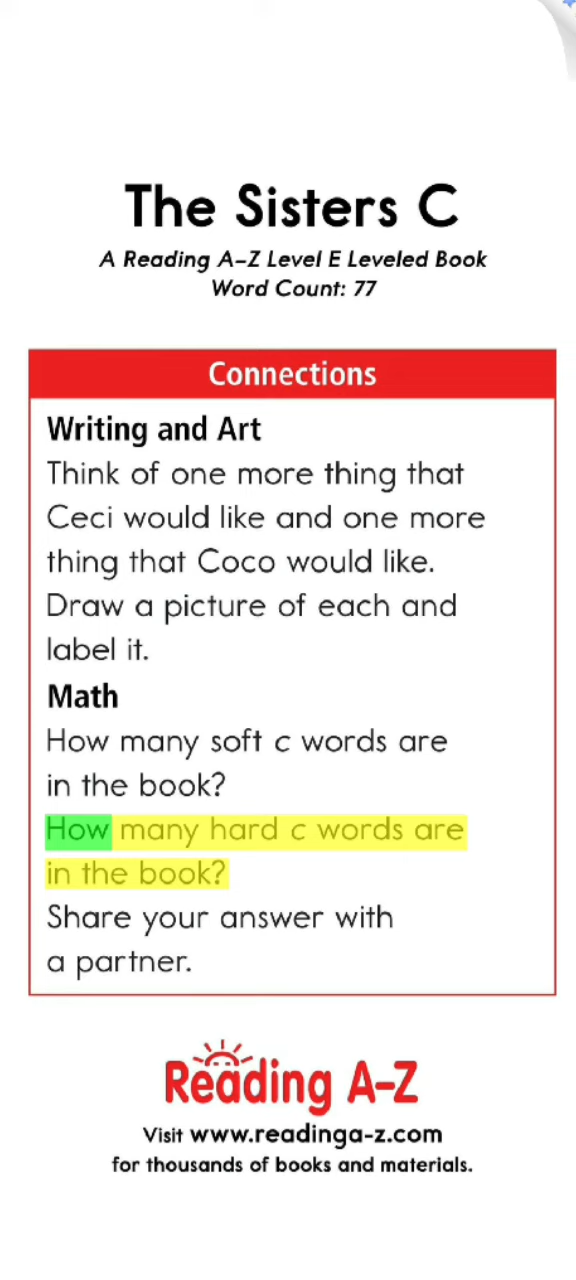 The Sisters C
A Reading A–Z Level E Leveled Book
Word Count: 77
Connections
Writing and Art
Think of one more thing that
Ceci would like and one more
thing that Coco would like.
Draw a picture of each and
label it.
Math
How many soft c words are
in the book?
How many hard c words are
in the book?
Share your answer with
a partner.
Reading A–Z
Visit www.readinga-z.com
for thousands of books and materials.